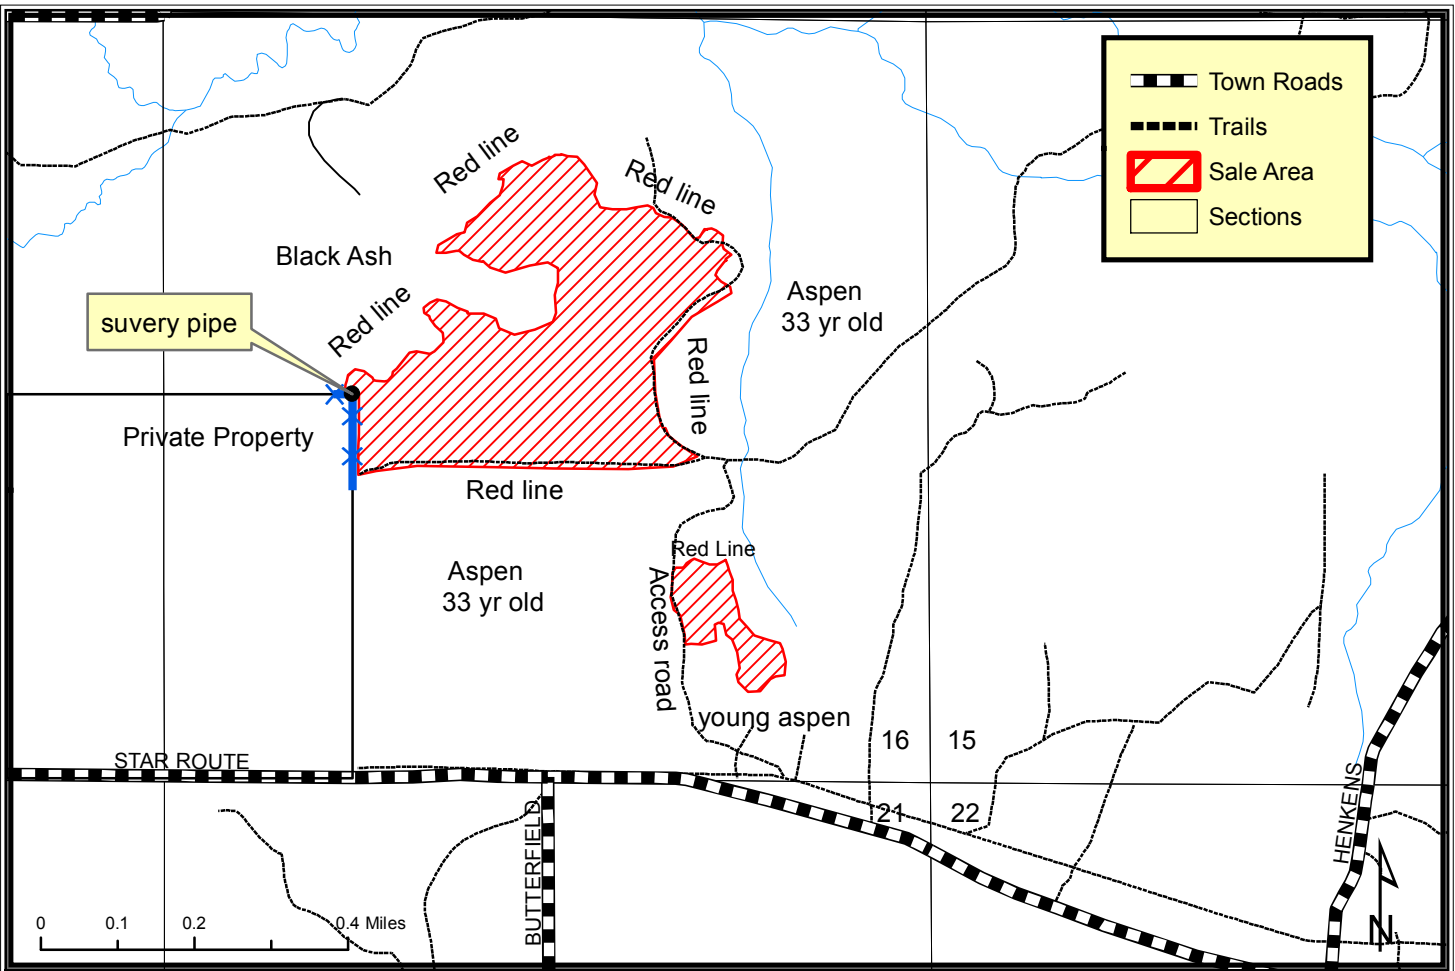 Town Roads
Trails
Sale Area
Sections
Red line
Red line
Black Ash
Aspen
33 yr old
Red line
suvery pipe
Red line
Private Property
Red line
Red Line
Aspen
33 yr old
Access road
young aspen
16
15
STAR ROUTE
21
22
BUTTERFIELD
HENKENS
0
0.1
0.2
0.4 Miles
N